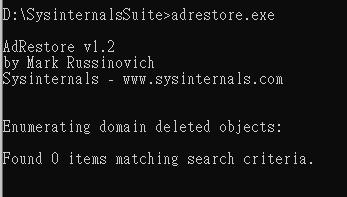 D:\SysinternalsSuite>adrestore.exe
AdRestore v1.2
by Mark Russinovich
Sysinternals - www.sysinternals.com
Enumerating domain deleted objects:
Found 0 items matching search criteria.